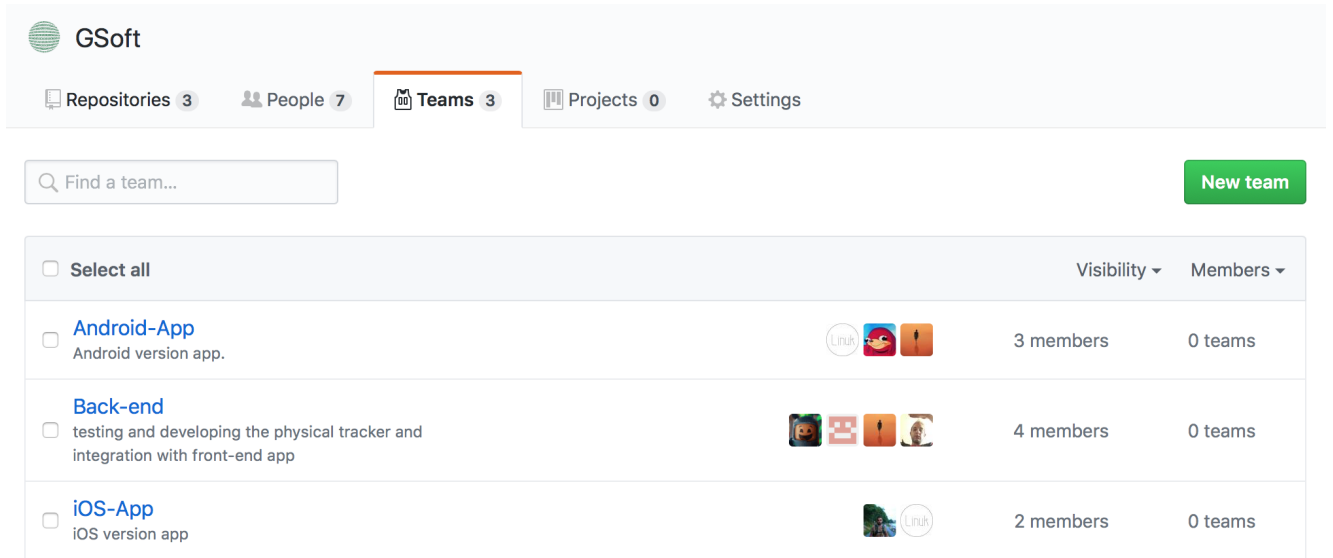 GSoft
Repositories 3 People 7 Teams 3 Projects 0 Settings
Find a team...
New team
Select all Visibility Members
Android-App
Android version app.
Linuk
3 members 0 teams
Back-end
testing and developing the physical tracker and
integration with front-end app
4 members 0 teams
iOS-App
iOS version app
Linuk
2 members 0 teams